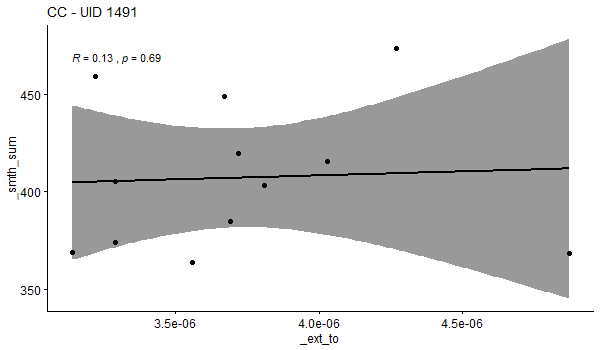 CC - UID 1491
R = 0.13 , p = 0.69
_smth_sum
450
400
350
3.5e-06 4.0e-06 4.5e-06
_ext_to